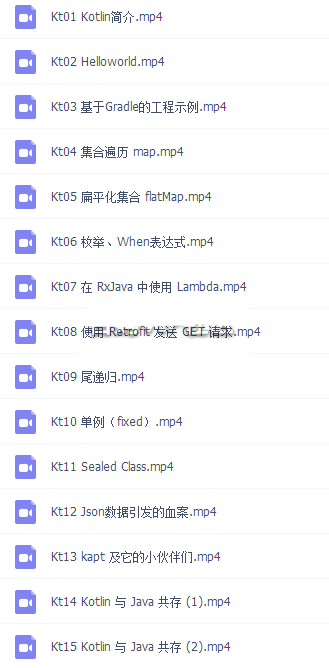 Kt01 Kotlin简介.mp4
Kt02 Helloworld.mp4
Kt03 基于Gradle的工程示例.mp4
Kt04 集合遍历 map.mp4
Kt05 扁平化集合 flatMap.mp4
Kt06 枚举、When表达式.mp4
Kt07 在 RxJava 中使用 Lambda.mp4
Kt08 使用 Retrofit 发送 GET 请求.mp4
Kt09 尾递归.mp4
Kt10 单例（fixed）.mp4
Kt11 Sealed Class.mp4
Kt12 Json数据引发的血案.mp4
Kt13 kapt 及它的小伙伴们.mp4
Kt14 Kotlin 与 Java 共存 (1).mp4
Kt15 Kotlin 与 Java 共存 (2).mp4